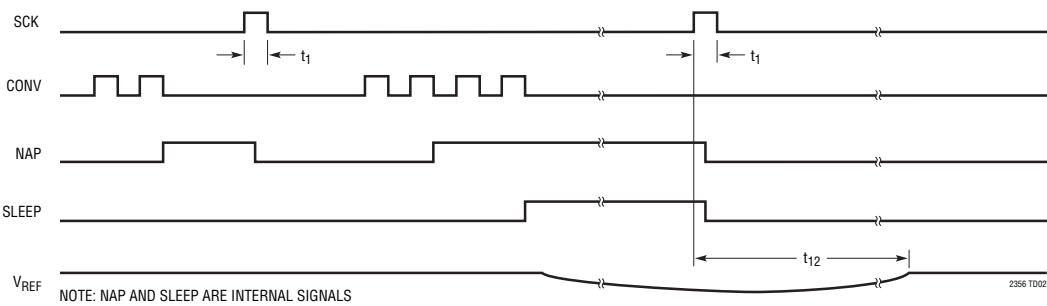 SCK
t1
t1
CONV
NAP
SLEEP
t12
VREF
2356 TD02
NOTE: NAP AND SLEEP ARE INTERNAL SIGNALS